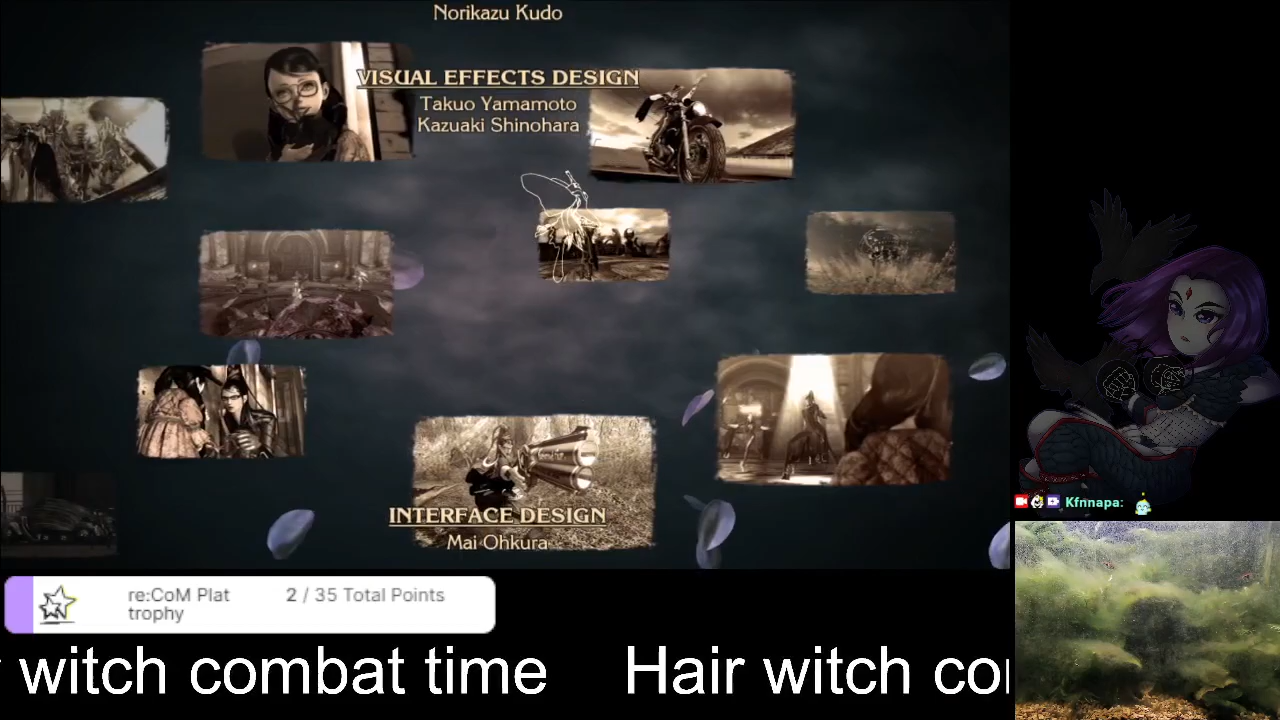 Norikazu Kudo
VISUAL EFFECTS DESIGN
Takuo Yamamoto
Kazuaki Shinohara
INTERFACE DESIGN
Mai Ohkura
Kfnnapa:
re:CoM Plat trophy
2 / 35 Total Points
witch combat time Hair witch co